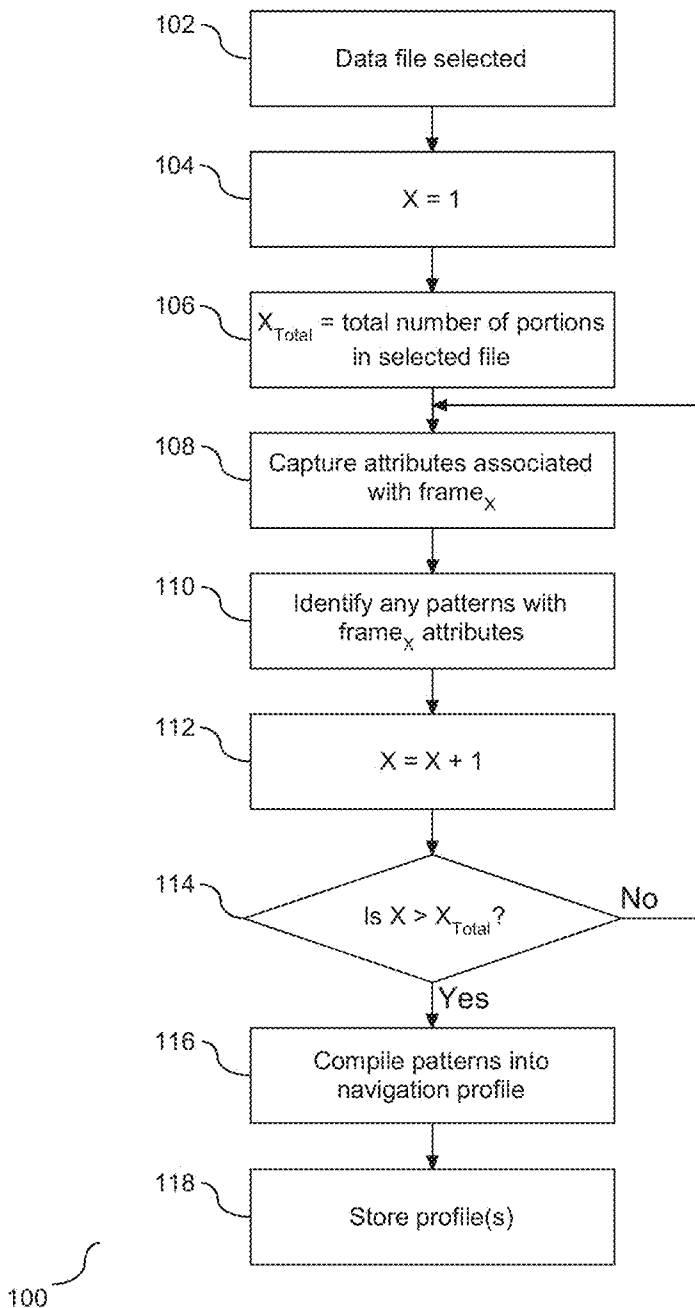 102
Data file selected
104
X = 1
106
X_Total = total number of portions
in selected file
108
Capture attributes associated
with frame_X
110
Identify any patterns with
frame_X attributes
112
X = X + 1
114
Is X > X_Total?
No
Yes
116
Compile patterns into
navigation profile
118
Store profile(s)
100